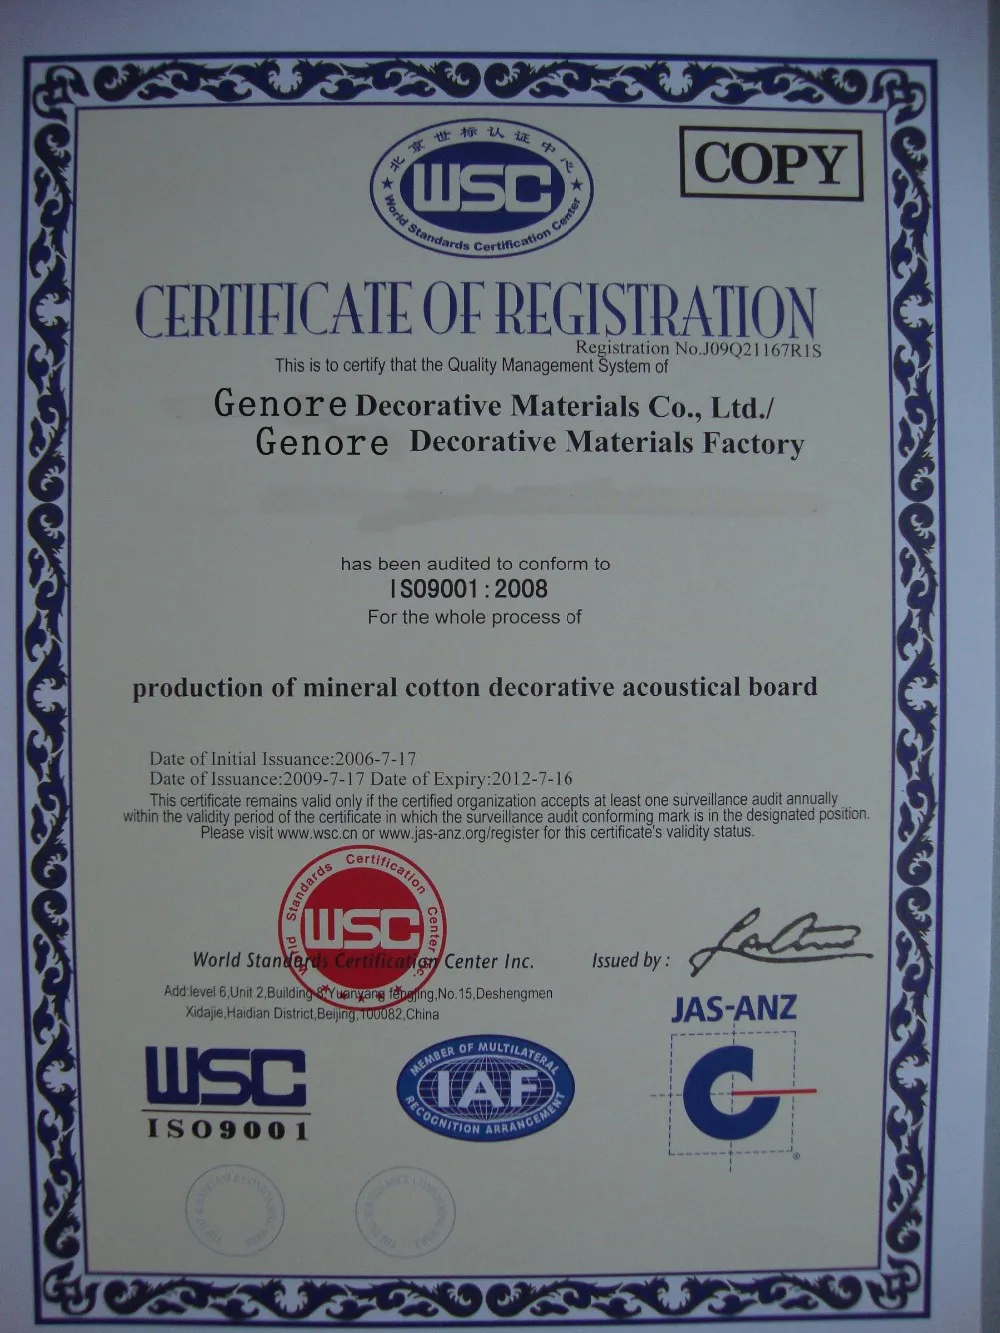 北京世标认证中心
WSC
World Standards Certification Center
COPY
CERTIFICATE OF REGISTRATION
Registration No.J09Q21167R1S
This is to certify that the Quality Management System of
Genore Decorative Materials Co., Ltd./
Genore Decorative Materials Factory
has been audited to conform to
ISO9001:2008
For the whole process of
production of mineral cotton decorative acoustical board
Date of Initial Issuance:2006-7-17
Date of Issuance:2009-7-17 Date of Expiry:2012-7-16
This certificate remains valid only if the certified organization accepts at least one surveillance audit annually
within the validity period of the certificate in which the surveillance audit conforming mark is in the designated position.
Please visit www.wsc.cn or www.jas-anz.org/register for this certificate's validity status.
World Standards Certification Center Inc.
WSC
World Standards Certification Center Inc.
Issued by :
Add:level 6,Unit 2,Building 8,Yuanyang fengjing,No.15,Deshengmen
Xidajie,Haidian District,Beijing,100082,China
JAS-ANZ
WSC
ISO9001
MEMBER OF MULTILATERAL
IAF
RECOGNITION ARRANGEMENT
®